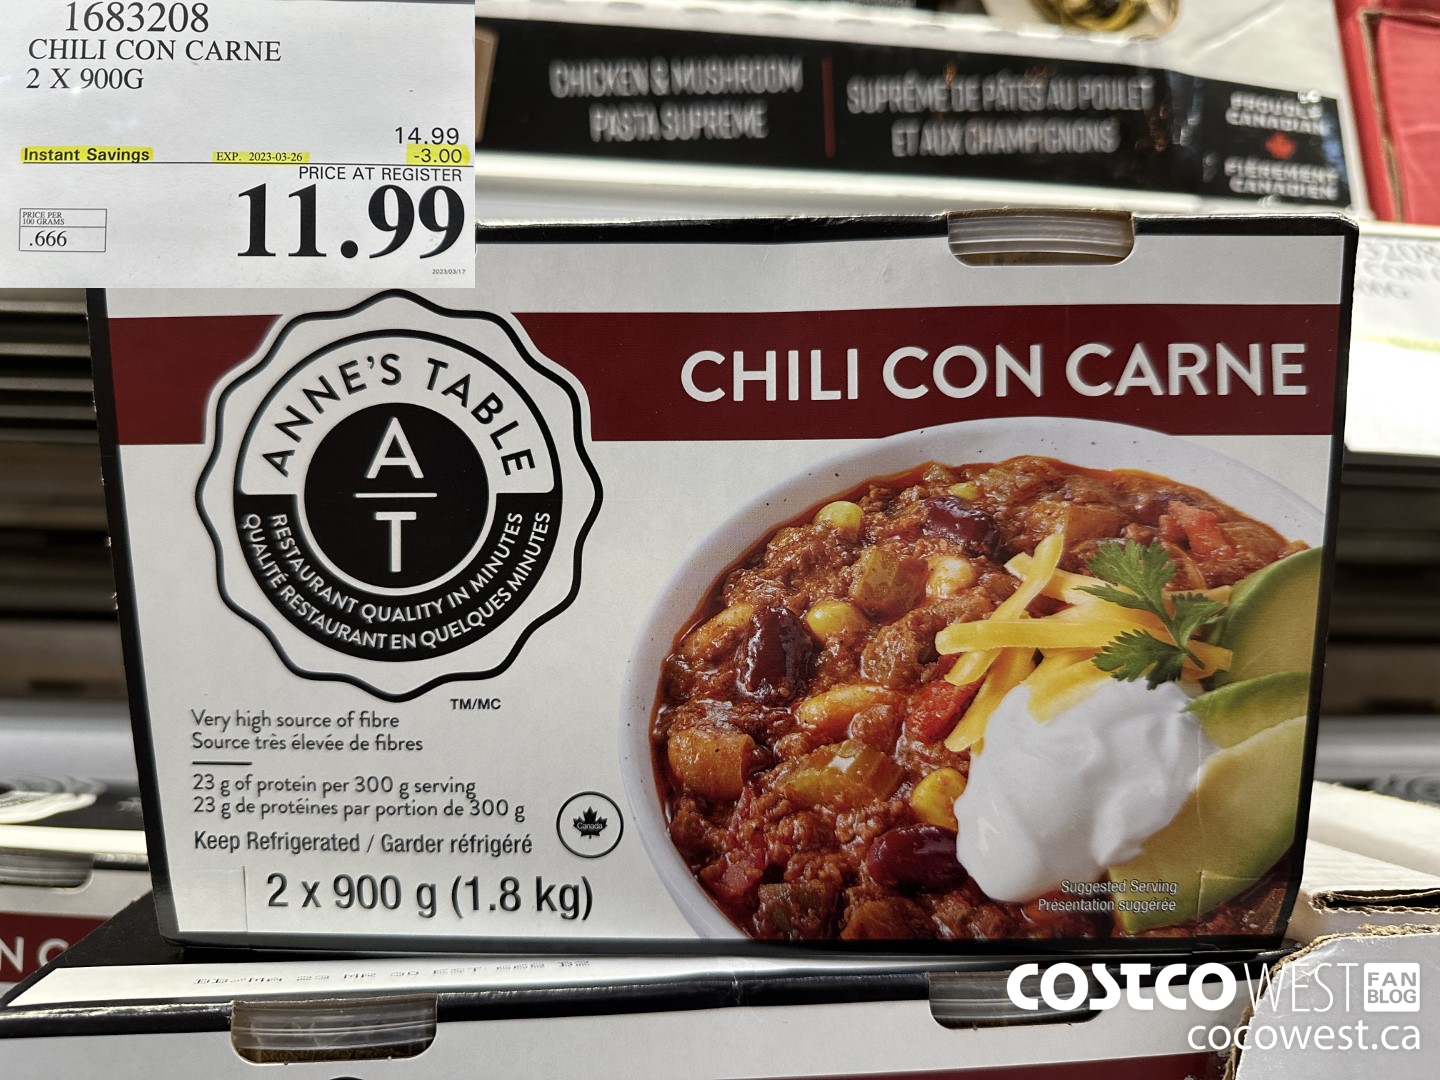 1683208
CHILI CON CARNE
2 X 900G
14.99
Instant Savings EXP. 2023-03-26 -3.00
PRICE AT REGISTER
11.99
PRICE PER
100 GRAMS
.666
2023/03/17
CHICKEN & MUSHROOM
PASTA SUPREME
SUPRÊME DE PÂTES AU POULET
ET AUX CHAMPIGNONS
PROUDLY
CANADIAN
FIÈREMENT
CANADIEN
ANNE'S TABLE
A
T
RESTAURANT QUALITY IN MINUTES
QUALITÉ RESTAURANT EN QUELQUES MINUTES
TM/MC
CHILI CON CARNE
Very high source of fibre
Source très élevée de fibres
23 g of protein per 300 g serving
23 g de protéines par portion de 300 g
Keep Refrigerated / Garder réfrigéré
Canada
2 x 900 g (1.8 kg)
Suggested Serving
Présentation suggérée
N C
COSTCO WEST FAN
BLOG
cocowest.ca